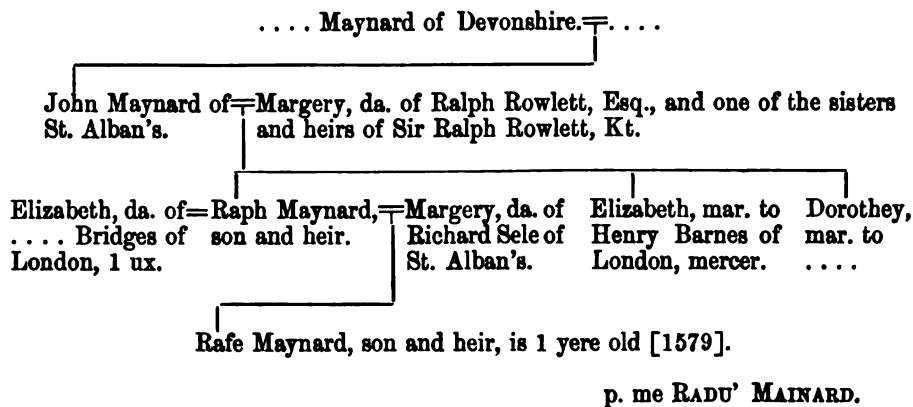 .... Maynard of Devonshire.=....
John Maynard of=Margery, da. of Ralph Rowlett, Esq., and one of the sisters
St. Alban's. and heirs of Sir Ralph Rowlett, Kt.
Elizabeth, da. of=Raph Maynard,=Margery, da. of Elizabeth, mar. to Dorothey,
.... Bridges of son and heir. Richard Sele of Henry Barnes of mar. to
London, 1 ux. St. Alban's. London, mercer. ....
Rafe Maynard, son and heir, is 1 yere old [1579].
p. me RADU' MAINARD.